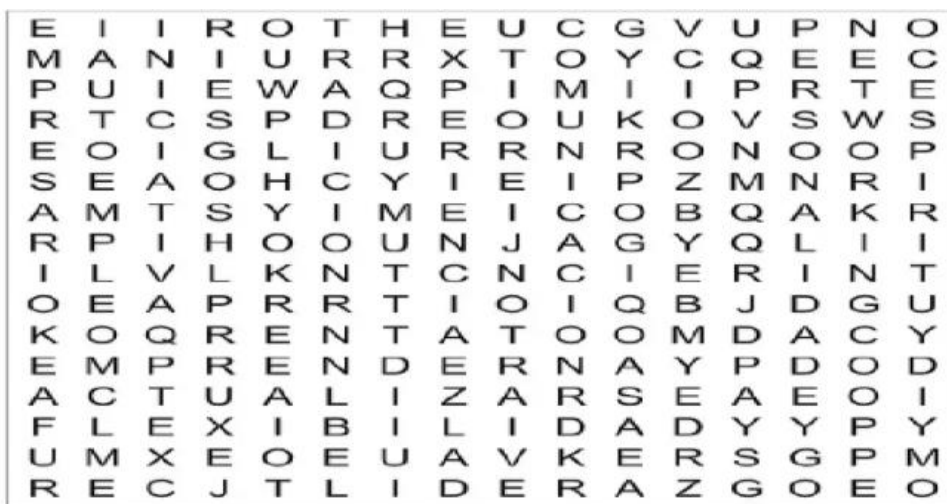 E I I R O T H E U C G V U P N O
M A N I U R R X T O Y C Q E E C
P U I E W A Q P I M I I P R T E
R T C S P D R E O U K O V S W S
E O I G L I U R R N R O N O O P
S E A O H C Y I E I P Z M N R I
A M T S Y I M E I C O B Q A K R
R P I H O O U N J A G Y Q L I I
I L V L K N T C N C I E R I N T
O E A P R R T I O I Q B J D G U
K O Q R E N T A T O O M D A C Y
E M P R E N D E R N A Y P D O D
A C T U A L I Z A R S E A E O I
F L E X I B I L I D A D Y Y P Y
U M X E O E U A V K E R S G P M
R E C J T L I D E R A Z G O E O